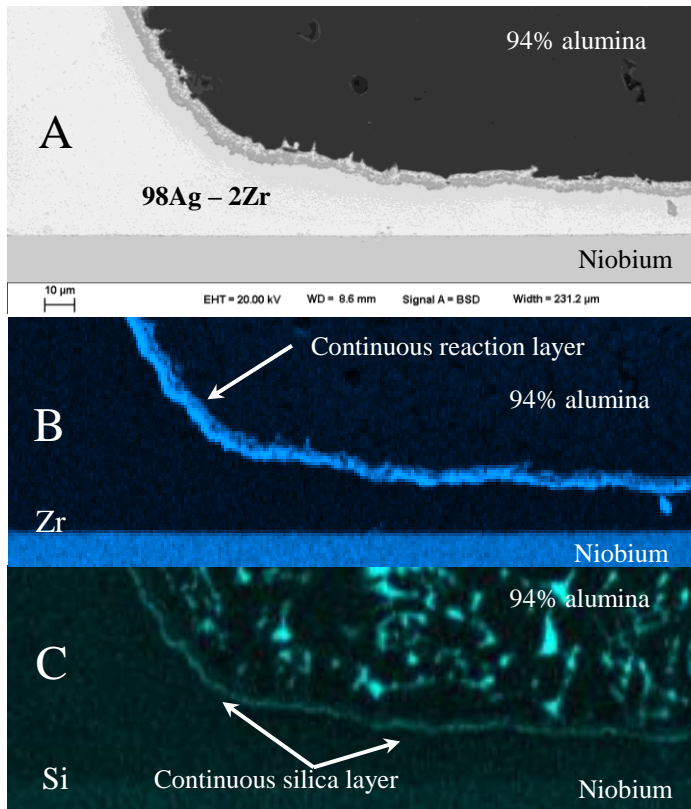 94% alumina
A
98Ag – 2Zr
Niobium
10 µm
EHT = 20.00 kV WD = 8.6 mm Signal A = BSD Width = 231.2 µm
Continuous reaction layer
94% alumina
B
Zr
Niobium
94% alumina
C
Si
Continuous silica layer
Niobium